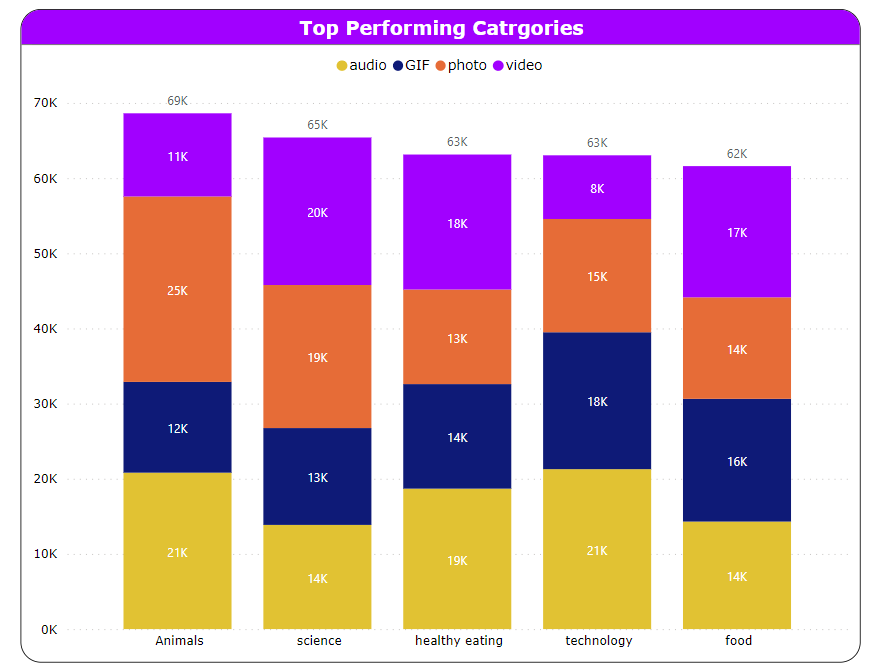 Top Performing Catrgories
audio GIF photo video
70K
60K
50K
40K
30K
20K
10K
0K
69K
11K
25K
12K
21K
65K
20K
19K
13K
14K
63K
18K
13K
14K
19K
63K
8K
15K
18K
21K
62K
17K
14K
16K
14K
Animals science healthy eating technology food